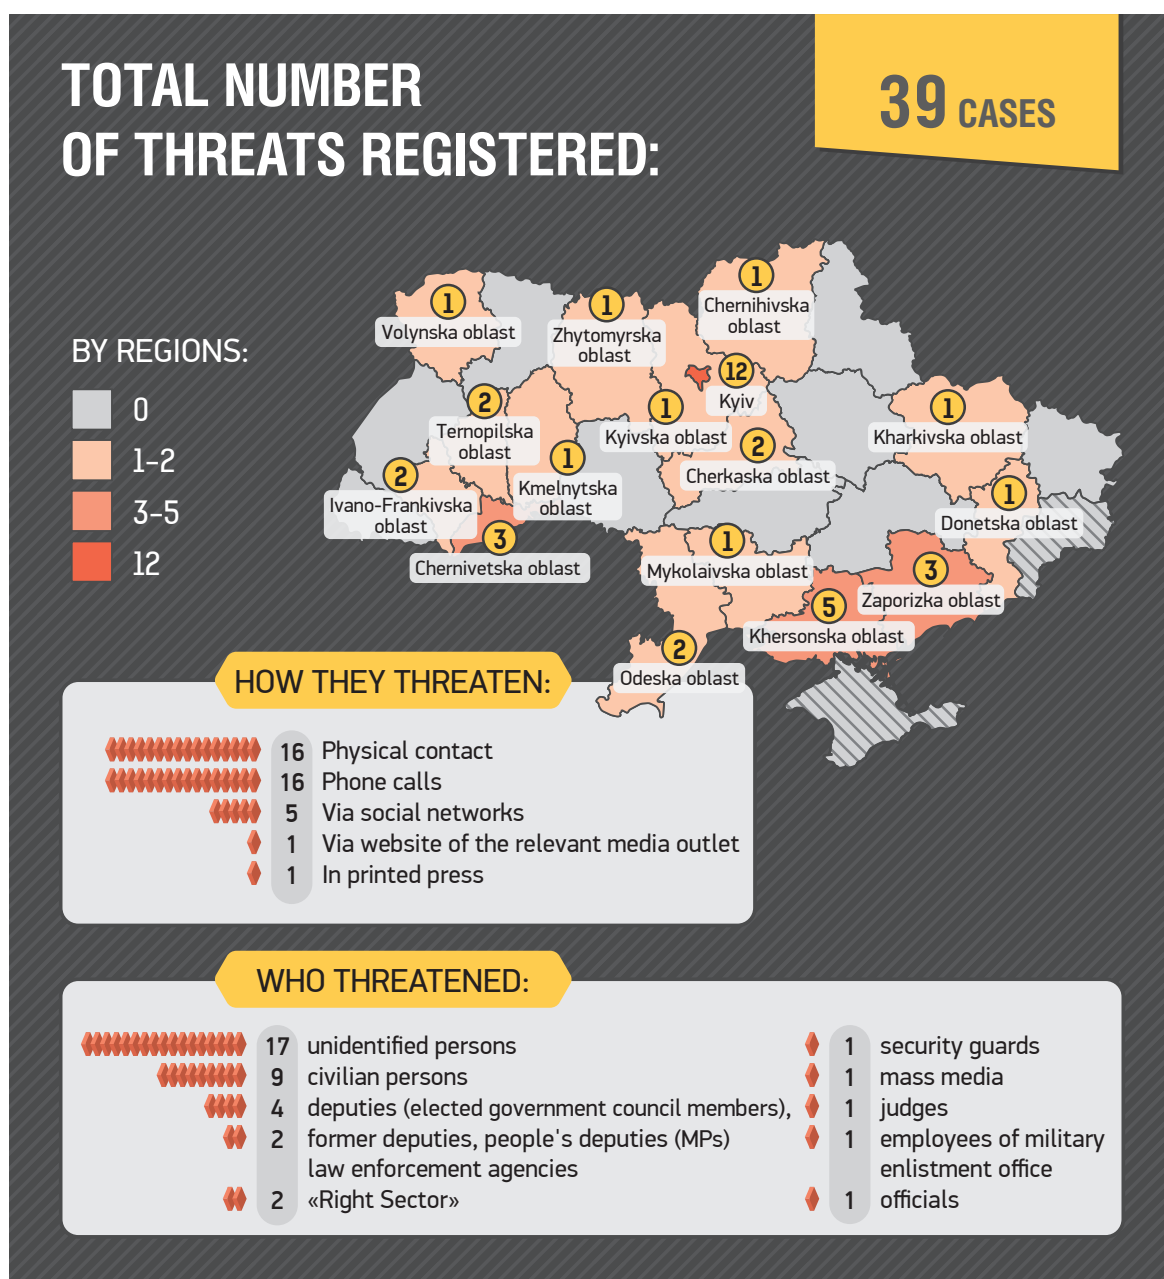 TOTAL NUMBER
OF THREATS REGISTERED:
39 CASES
BY REGIONS:
0
1–2
3–5
12
1
Volynska oblast
1
Zhytomyrska
oblast
1
Chernihivska
oblast
12
Kyiv
2
Ternopilska
oblast
1
Kyivska oblast
1
Kharkivska oblast
2
Cherkaska oblast
1
Kmelnytska
oblast
2
Ivano-Frankivska
oblast
1
Donetska oblast
3
Chernivetska oblast
1
Mykolaivska oblast
3
Zaporizka oblast
5
Khersonska oblast
2
Odeska oblast
HOW THEY THREATEN:
16 Physical contact
16 Phone calls
5 Via social networks
1 Via website of the relevant media outlet
1 In printed press
WHO THREATENED:
17 unidentified persons
9 civilian persons
4 deputies (elected government council members),
2 former deputies, people's deputies (MPs)
law enforcement agencies
2 «Right Sector»
1 security guards
1 mass media
1 judges
1 employees of military
enlistment office
1 officials